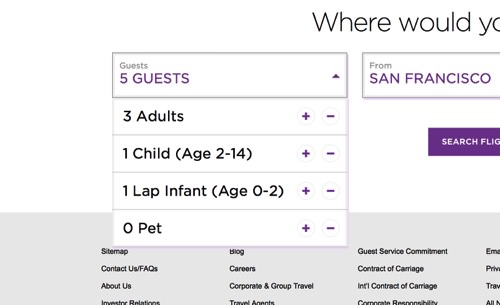 Where would yo
Guests
5 GUESTS
From
SAN FRANCISCO
3 Adults
1 Child (Age 2-14)
1 Lap Infant (Age 0-2)
0 Pet
SEARCH FLIG
Sitemap
Blog
Guest Service Commitment
Ema
Contact Us/FAQs
Careers
Contract of Carriage
Priv
About Us
Corporate & Group Travel
Int'l Contract of Carriage
Trav
Investor Relations
Travel Agents
Corporate Responsibility
All N